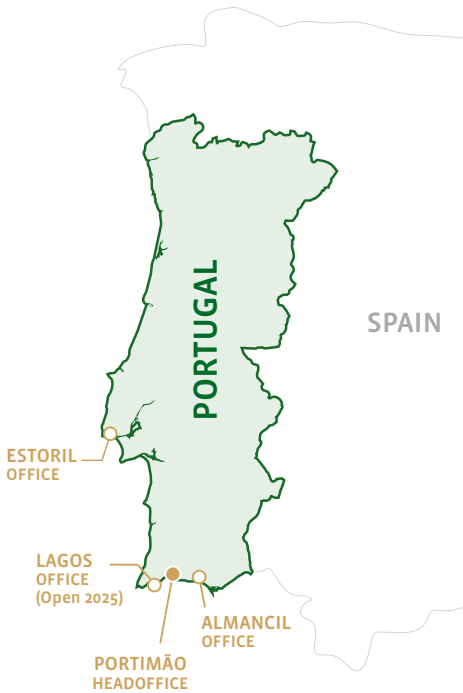 PORTUGAL
SPAIN
ESTORIL
OFFICE
LAGOS
OFFICE
(Open 2025)
ALMANCIL
OFFICE
PORTIMÃO
HEADOFFICE